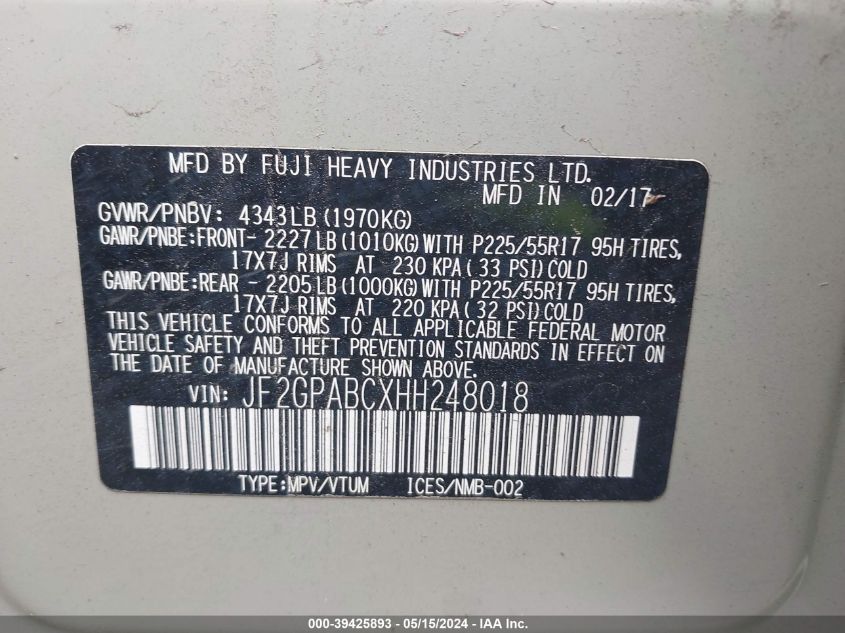 MFD BY FUJI HEAVY INDUSTRIES LTD.
MFD IN 02/17
GVWR/PNBV: 4343LB(1970KG)
GAWR/PNBE:FRONT- 2227LB(1010KG)WITH P225/55R17 95H TIRES,
17X7J RIMS AT 230 KPA(33 PSI)COLD
GAWR/PNBE:REAR - 2205LB(1000KG)WITH P225/55R17 95H TIRES,
17X7J RIMS AT 220 KPA(32 PSI)COLD
THIS VEHICLE CONFORMS TO ALL APPLICABLE FEDERAL MOTOR
VEHICLE SAFETY AND THEFT PREVENTION STANDARDS IN EFFECT ON
THE DATE OF MANUFACTURE SHOWN ABOVE.
VIN: JF2GPABCXHH248018
TYPE:MPV/VTUM ICES/NMB-002
000-39425893 - 05/15/2024 - IAA Inc.